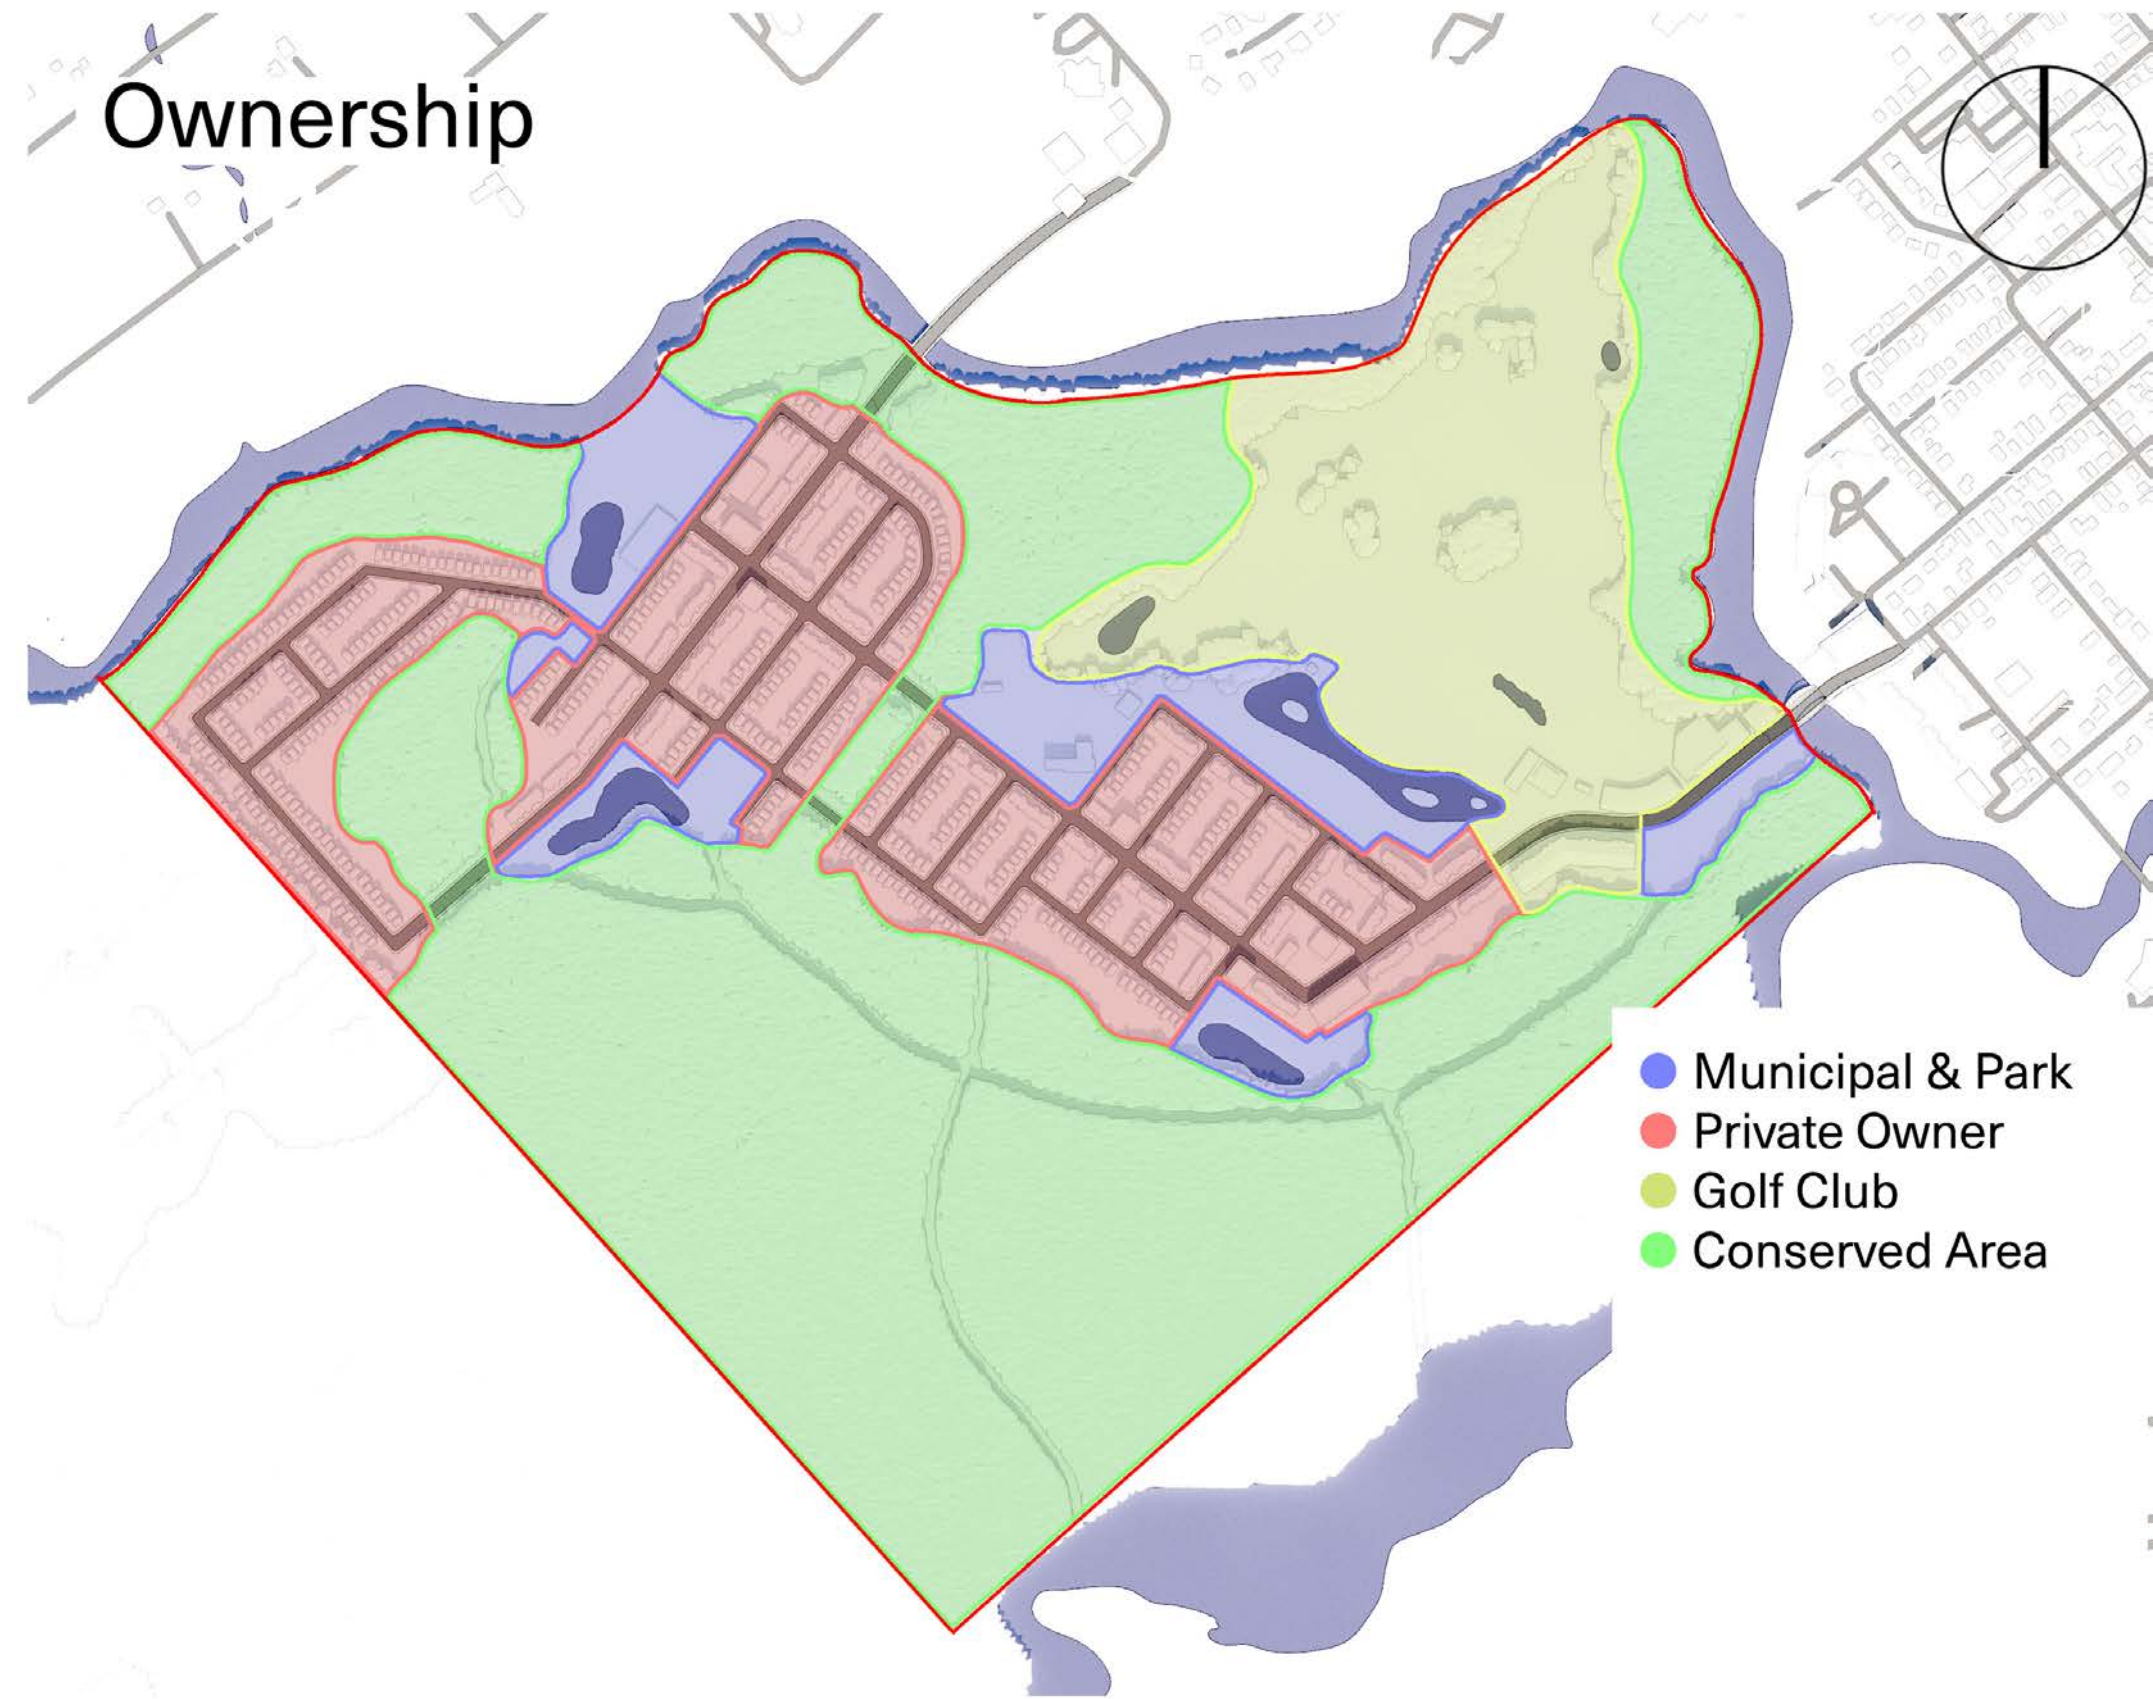 Ownership
Municipal & Park
Private Owner
Golf Club
Conserved Area